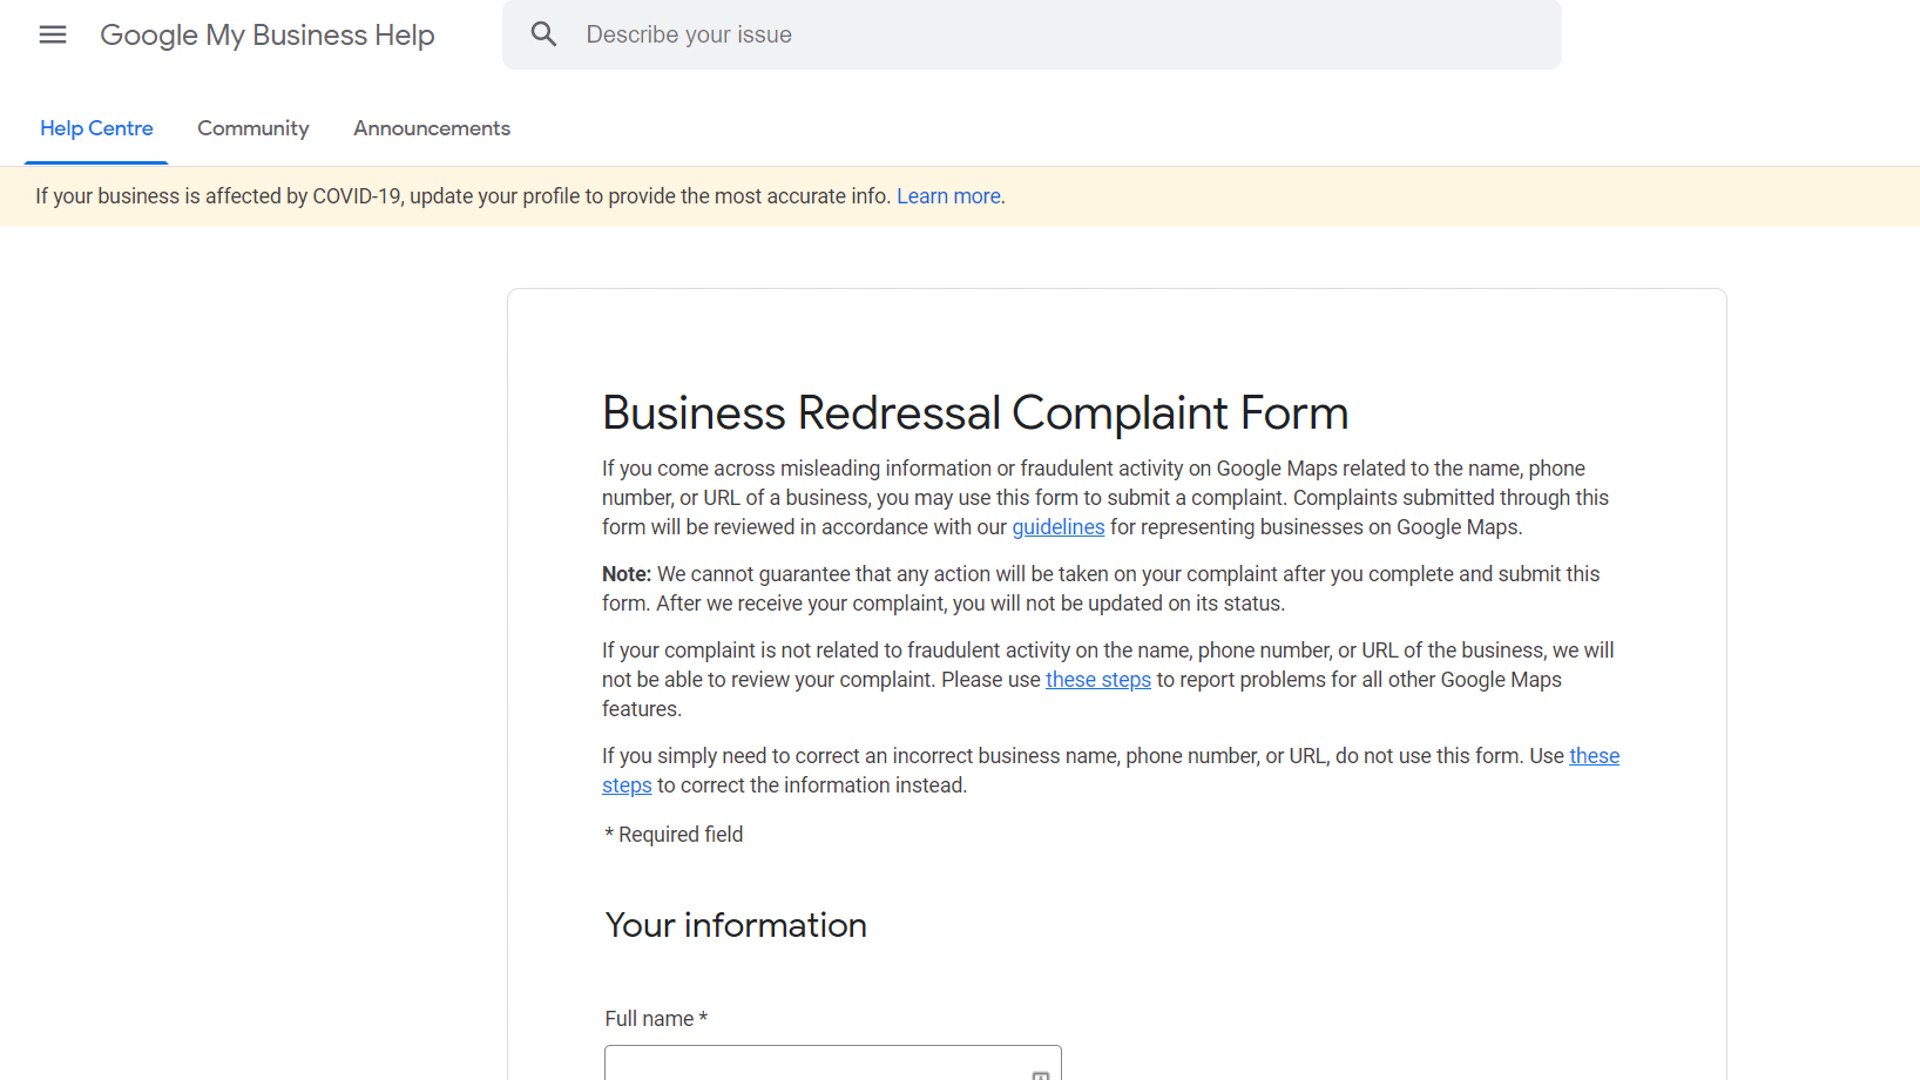 Google My Business Help
Describe your issue
Help Centre
Community
Announcements
If your business is affected by COVID-19, update your profile to provide the most accurate info. Learn more.
Business Redressal Complaint Form
If you come across misleading information or fraudulent activity on Google Maps related to the name, phone
number, or URL of a business, you may use this form to submit a complaint. Complaints submitted through this
form will be reviewed in accordance with our guidelines for representing businesses on Google Maps.
Note: We cannot guarantee that any action will be taken on your complaint after you complete and submit this
form. After we receive your complaint, you will not be updated on its status.
If your complaint is not related to fraudulent activity on the name, phone number, or URL of the business, we will
not be able to review your complaint. Please use these steps to report problems for all other Google Maps
features.
If you simply need to correct an incorrect business name, phone number, or URL, do not use this form. Use these
steps to correct the information instead.
* Required field
Your information
Full name *